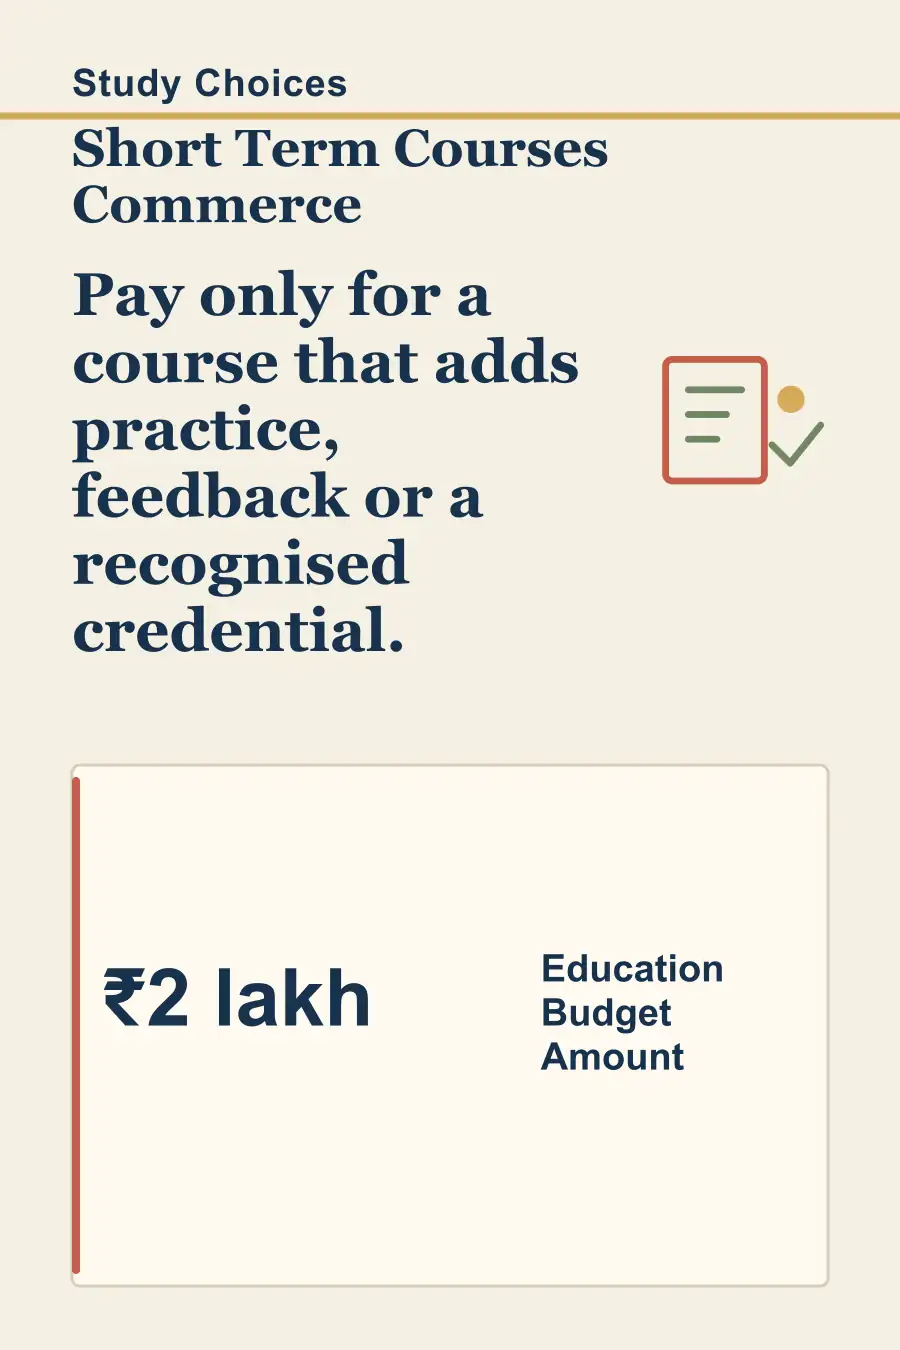 Study Choices
Short Term Courses
Commerce
Pay only for a
course that adds
practice,
feedback or a
recognised
credential.
₹2 lakh
Education
Budget
Amount